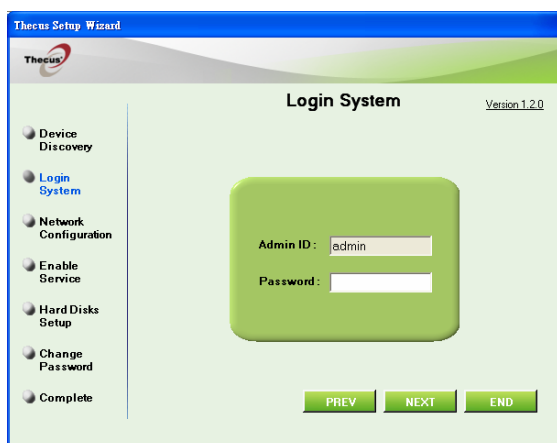 Thecus Setup Wizard
Thecus
Login System
Version 1.2.0
Device
Discovery
Login
System
Network
Configuration
Enable
Service
Hard Disks
Setup
Change
Password
Complete
Admin ID :
admin
Password :
PREV
NEXT
END